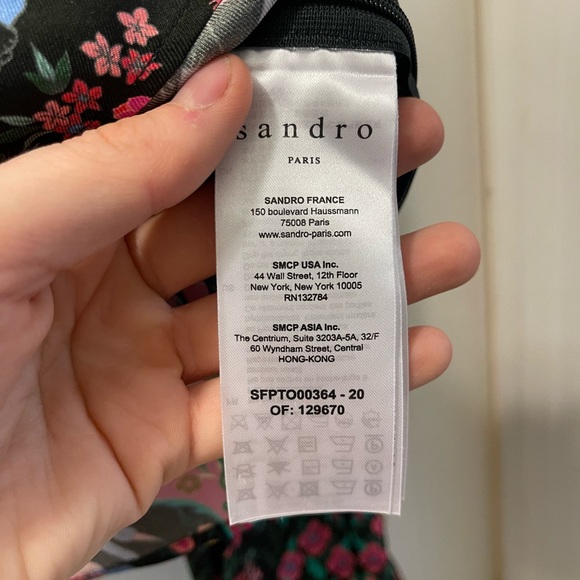 sandro
PARIS
SANDRO FRANCE
150 boulevard Haussmann
75008 Paris
www.sandro-paris.com
SMCP USA Inc.
44 Wall Street, 12th Floor
New York, New York 10005
RN132784
SMCP ASIA Inc.
The Centrium, Suite 3203A-5A, 32/F
60 Wyndham Street, Central
HONG-KONG
SFPTO00364 - 20
OF: 129670